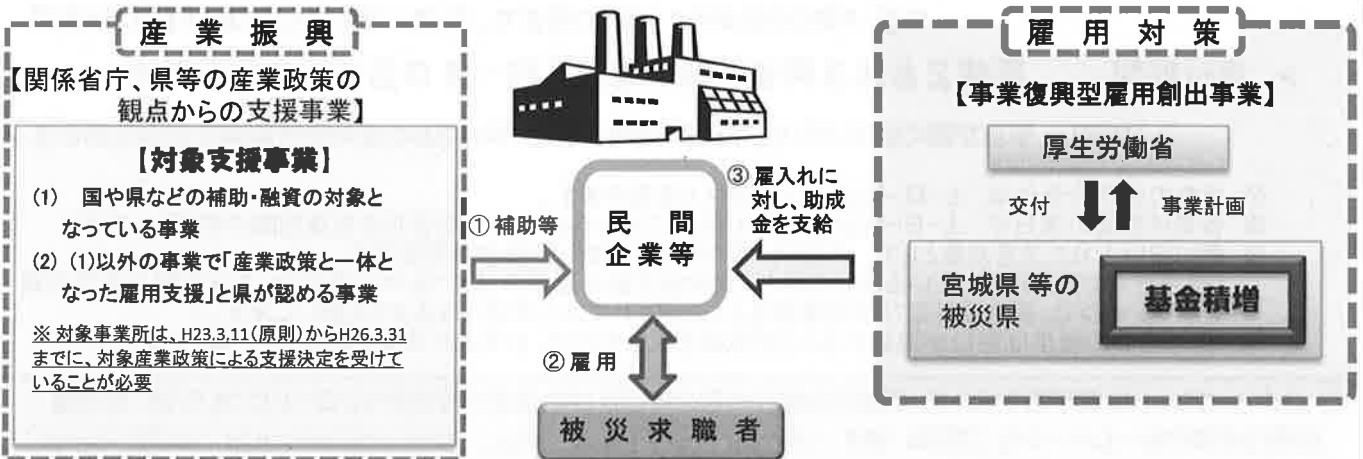 産業振興
【関係省庁、県等の産業政策の
観点からの支援事業】
【対象支援事業】
(1) 国や県などの補助・融資の対象と
なっている事業
(2) (1)以外の事業で「産業政策と一体と
なった雇用支援」と県が認める事業
※ 対象事業所は、H23.3,11(原則)からH26.3.31
までに、対象産業政策による支援決定を受けて
いることが必要
①補助等
民間
企業等
②雇用
被災求職者
③雇入れに
対し、助成
金を支給
雇用対策
【事業復興型雇用創出事業】
厚生労働省
交付
事業計画
宮城県 等の
被災県
基金積増